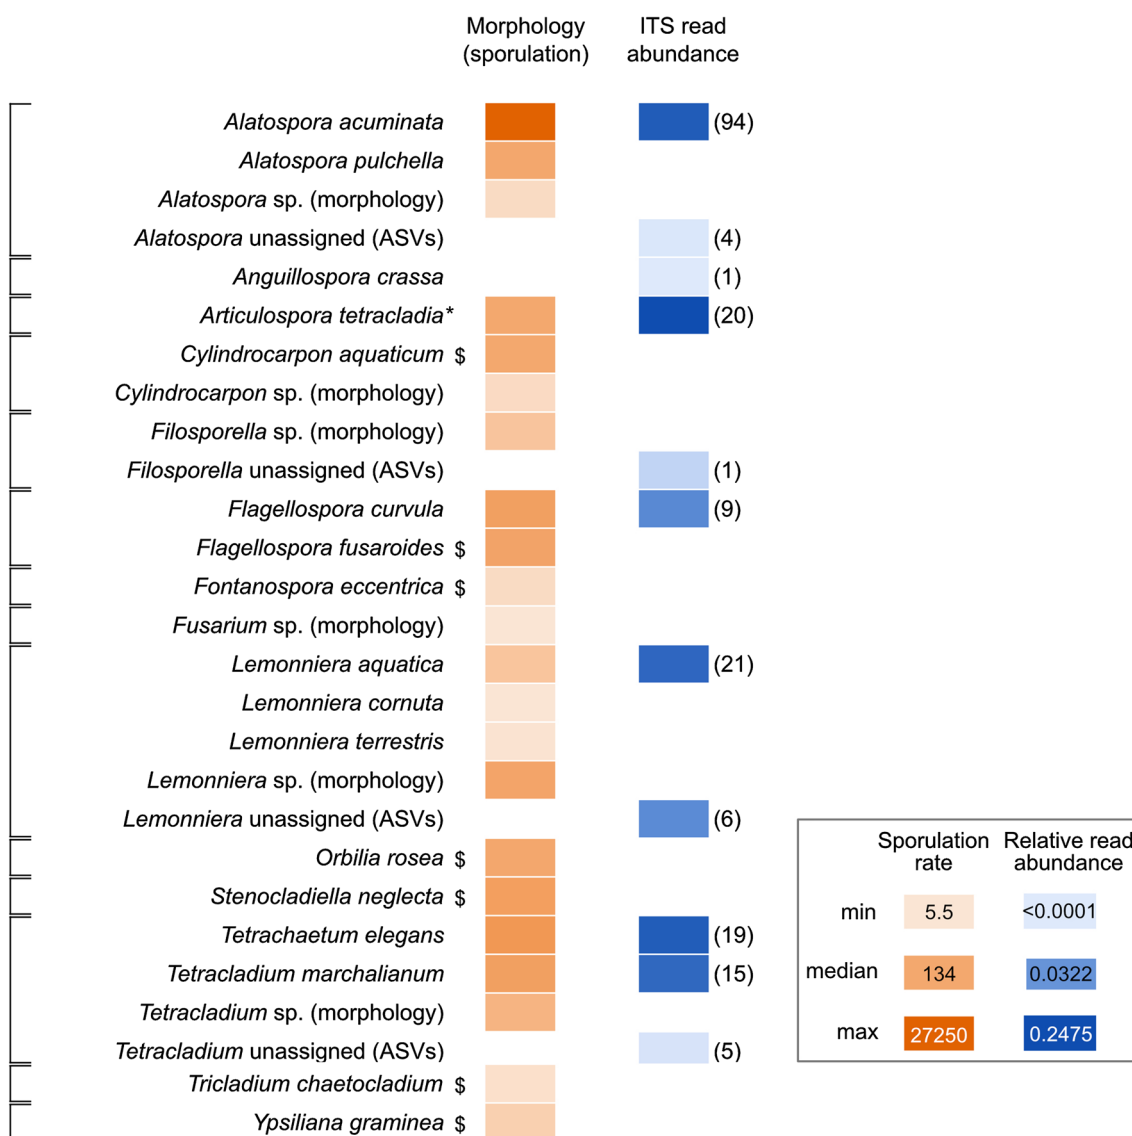 Morphology ITS read
(sporulation) abundance
Alatospora acuminata (94)
Alatospora pulchella
Alatospora sp. (morphology)
Alatospora unassigned (ASVs) (4)
Anguillospora crassa (1)
Articulospora tetracladia* (20)
Cylindrocarpon aquaticum $
Cylindrocarpon sp. (morphology)
Filosporella sp. (morphology)
Filosporella unassigned (ASVs) (1)
Flagellospora curvula (9)
Flagellospora fusaroides $
Fontanospora eccentrica $
Fusarium sp. (morphology)
Lemonniera aquatica (21)
Lemonniera cornuta
Lemonniera terrestris
Lemonniera sp. (morphology)
Lemonniera unassigned (ASVs) (6)
Orbilia rosea $
Stenocladiella neglecta $
Tetrachaetum elegans (19)
Tetracladium marchalianum (15)
Tetracladium sp. (morphology)
Tetracladium unassigned (ASVs) (5)
Tricladium chaetocladium $
Ypsiliana graminea $
Sporulation Relative read
rate abundance
min 5.5 <0.0001
median 134 0.0322
max 27250 0.2475